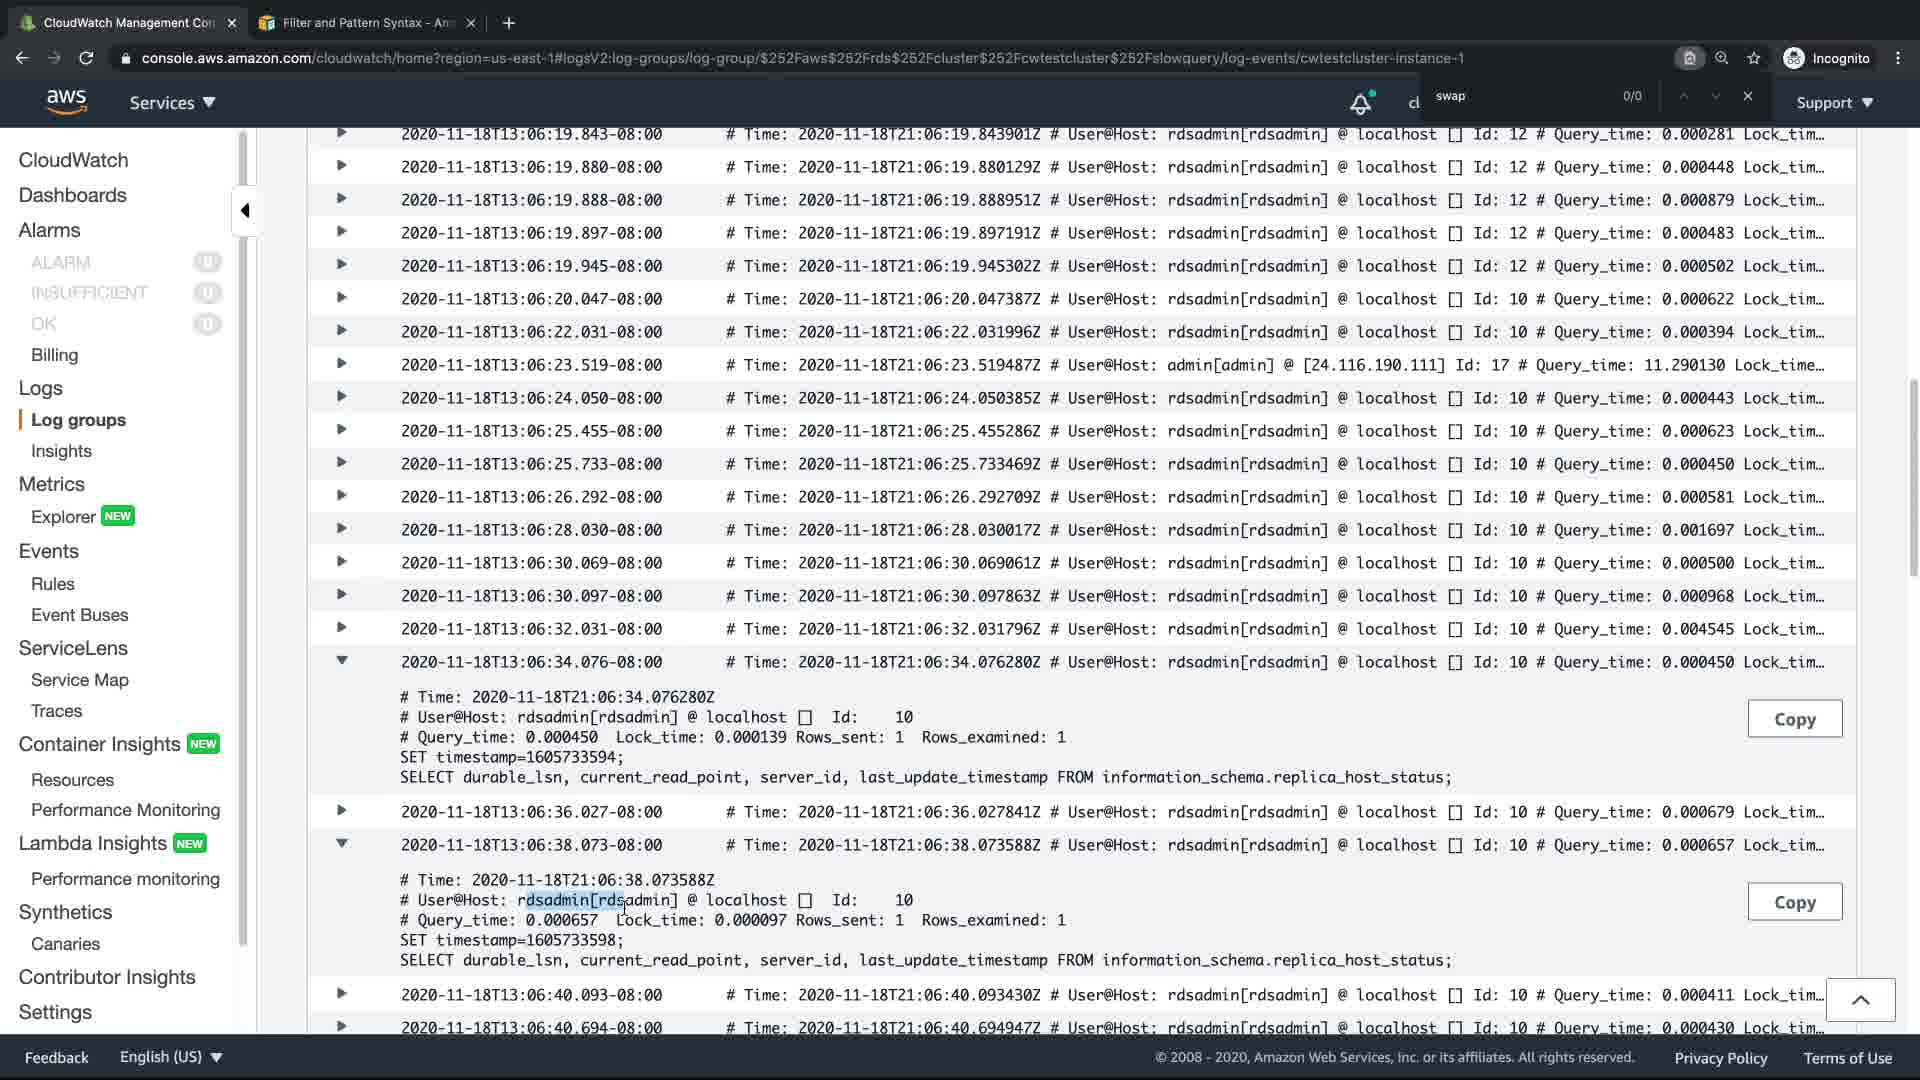 CloudWatch Management Con
Filter and Pattern Syntax - Am
console.aws.amazon.com/cloudwatch/home?region=us-east-1#logsV2:log-groups/log-group/$252Faws$252Frds$252Fcluster$252Fcwtestcluster$252Fslowquery/log-events/cwtestcluster-instance-1
Incognito
aws
Services
cl
swap
0/0
Support
CloudWatch
Dashboards
Alarms
ALARM 0
INSUFFICIENT 0
OK 0
Billing
Logs
Log groups
Insights
Metrics
Explorer NEW
Events
Rules
Event Buses
ServiceLens
Service Map
Traces
Container Insights NEW
Resources
Performance Monitoring
Lambda Insights NEW
Performance monitoring
Synthetics
Canaries
Contributor Insights
Settings
2020-11-18T13:06:19.843-08:00 # Time: 2020-11-18T21:06:19.843901Z # User@Host: rdsadmin[rdsadmin] @ localhost [] Id: 12 # Query_time: 0.000281 Lock_tim…
2020-11-18T13:06:19.880-08:00 # Time: 2020-11-18T21:06:19.880129Z # User@Host: rdsadmin[rdsadmin] @ localhost [] Id: 12 # Query_time: 0.000448 Lock_tim…
2020-11-18T13:06:19.888-08:00 # Time: 2020-11-18T21:06:19.888951Z # User@Host: rdsadmin[rdsadmin] @ localhost [] Id: 12 # Query_time: 0.000879 Lock_tim…
2020-11-18T13:06:19.897-08:00 # Time: 2020-11-18T21:06:19.897191Z # User@Host: rdsadmin[rdsadmin] @ localhost [] Id: 12 # Query_time: 0.000483 Lock_tim…
2020-11-18T13:06:19.945-08:00 # Time: 2020-11-18T21:06:19.945302Z # User@Host: rdsadmin[rdsadmin] @ localhost [] Id: 12 # Query_time: 0.000502 Lock_tim…
2020-11-18T13:06:20.047-08:00 # Time: 2020-11-18T21:06:20.047387Z # User@Host: rdsadmin[rdsadmin] @ localhost [] Id: 10 # Query_time: 0.000622 Lock_tim…
2020-11-18T13:06:22.031-08:00 # Time: 2020-11-18T21:06:22.031996Z # User@Host: rdsadmin[rdsadmin] @ localhost [] Id: 10 # Query_time: 0.000394 Lock_tim…
2020-11-18T13:06:23.519-08:00 # Time: 2020-11-18T21:06:23.519487Z # User@Host: admin[admin] @ [24.116.190.111] Id: 17 # Query_time: 11.290130 Lock_time…
2020-11-18T13:06:24.050-08:00 # Time: 2020-11-18T21:06:24.050385Z # User@Host: rdsadmin[rdsadmin] @ localhost [] Id: 10 # Query_time: 0.000443 Lock_tim…
2020-11-18T13:06:25.455-08:00 # Time: 2020-11-18T21:06:25.455286Z # User@Host: rdsadmin[rdsadmin] @ localhost [] Id: 10 # Query_time: 0.000623 Lock_tim…
2020-11-18T13:06:25.733-08:00 # Time: 2020-11-18T21:06:25.733469Z # User@Host: rdsadmin[rdsadmin] @ localhost [] Id: 10 # Query_time: 0.000450 Lock_tim…
2020-11-18T13:06:26.292-08:00 # Time: 2020-11-18T21:06:26.292709Z # User@Host: rdsadmin[rdsadmin] @ localhost [] Id: 10 # Query_time: 0.000581 Lock_tim…
2020-11-18T13:06:28.030-08:00 # Time: 2020-11-18T21:06:28.030017Z # User@Host: rdsadmin[rdsadmin] @ localhost [] Id: 10 # Query_time: 0.001697 Lock_tim…
2020-11-18T13:06:30.069-08:00 # Time: 2020-11-18T21:06:30.069061Z # User@Host: rdsadmin[rdsadmin] @ localhost [] Id: 10 # Query_time: 0.000500 Lock_tim…
2020-11-18T13:06:30.097-08:00 # Time: 2020-11-18T21:06:30.097863Z # User@Host: rdsadmin[rdsadmin] @ localhost [] Id: 10 # Query_time: 0.000968 Lock_tim…
2020-11-18T13:06:32.031-08:00 # Time: 2020-11-18T21:06:32.031796Z # User@Host: rdsadmin[rdsadmin] @ localhost [] Id: 10 # Query_time: 0.004545 Lock_tim…
2020-11-18T13:06:34.076-08:00 # Time: 2020-11-18T21:06:34.076280Z # User@Host: rdsadmin[rdsadmin] @ localhost [] Id: 10 # Query_time: 0.000450 Lock_tim…
# Time: 2020-11-18T21:06:34.076280Z
# User@Host: rdsadmin[rdsadmin] @ localhost [] Id: 10
# Query_time: 0.000450 Lock_time: 0.000139 Rows_sent: 1 Rows_examined: 1
SET timestamp=1605733594;
SELECT durable_lsn, current_read_point, server_id, last_update_timestamp FROM information_schema.replica_host_status;
Copy
2020-11-18T13:06:36.027-08:00 # Time: 2020-11-18T21:06:36.027841Z # User@Host: rdsadmin[rdsadmin] @ localhost [] Id: 10 # Query_time: 0.000679 Lock_tim…
2020-11-18T13:06:38.073-08:00 # Time: 2020-11-18T21:06:38.073588Z # User@Host: rdsadmin[rdsadmin] @ localhost [] Id: 10 # Query_time: 0.000657 Lock_tim…
# Time: 2020-11-18T21:06:38.073588Z
# User@Host: rdsadmin[rdsadmin] @ localhost [] Id: 10
# Query_time: 0.000657 Lock_time: 0.000097 Rows_sent: 1 Rows_examined: 1
SET timestamp=1605733598;
SELECT durable_lsn, current_read_point, server_id, last_update_timestamp FROM information_schema.replica_host_status;
Copy
2020-11-18T13:06:40.093-08:00 # Time: 2020-11-18T21:06:40.093430Z # User@Host: rdsadmin[rdsadmin] @ localhost [] Id: 10 # Query_time: 0.000411 Lock_tim…
2020-11-18T13:06:40.694-08:00 # Time: 2020-11-18T21:06:40.694947Z # User@Host: rdsadmin[rdsadmin] @ localhost [] Id: 10 # Query_time: 0.000430 Lock_tim…
Feedback
English (US)
© 2008 - 2020, Amazon Web Services, Inc. or its affiliates. All rights reserved.
Privacy Policy
Terms of Use